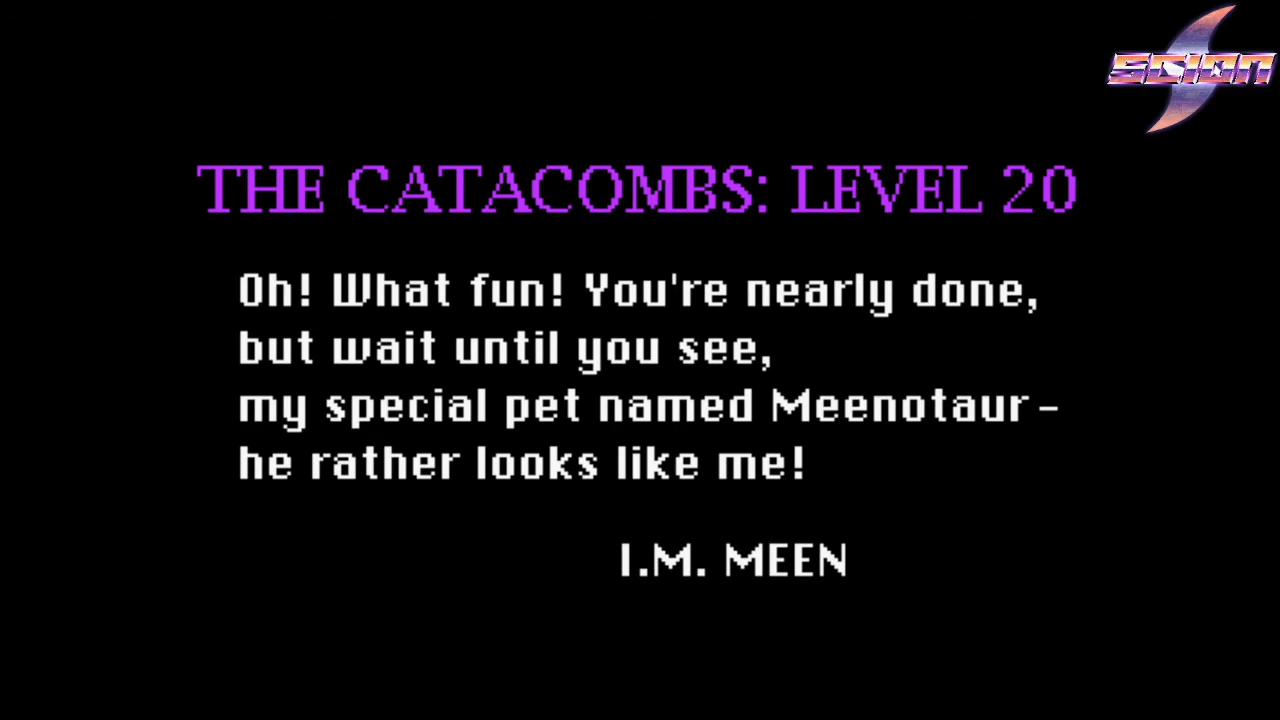 SCION
THE CATACOMBS: LEVEL 20
Oh! What fun! You're nearly done,
but wait until you see,
my special pet named Meenotaur-
he rather looks like me!
I.M. MEEN